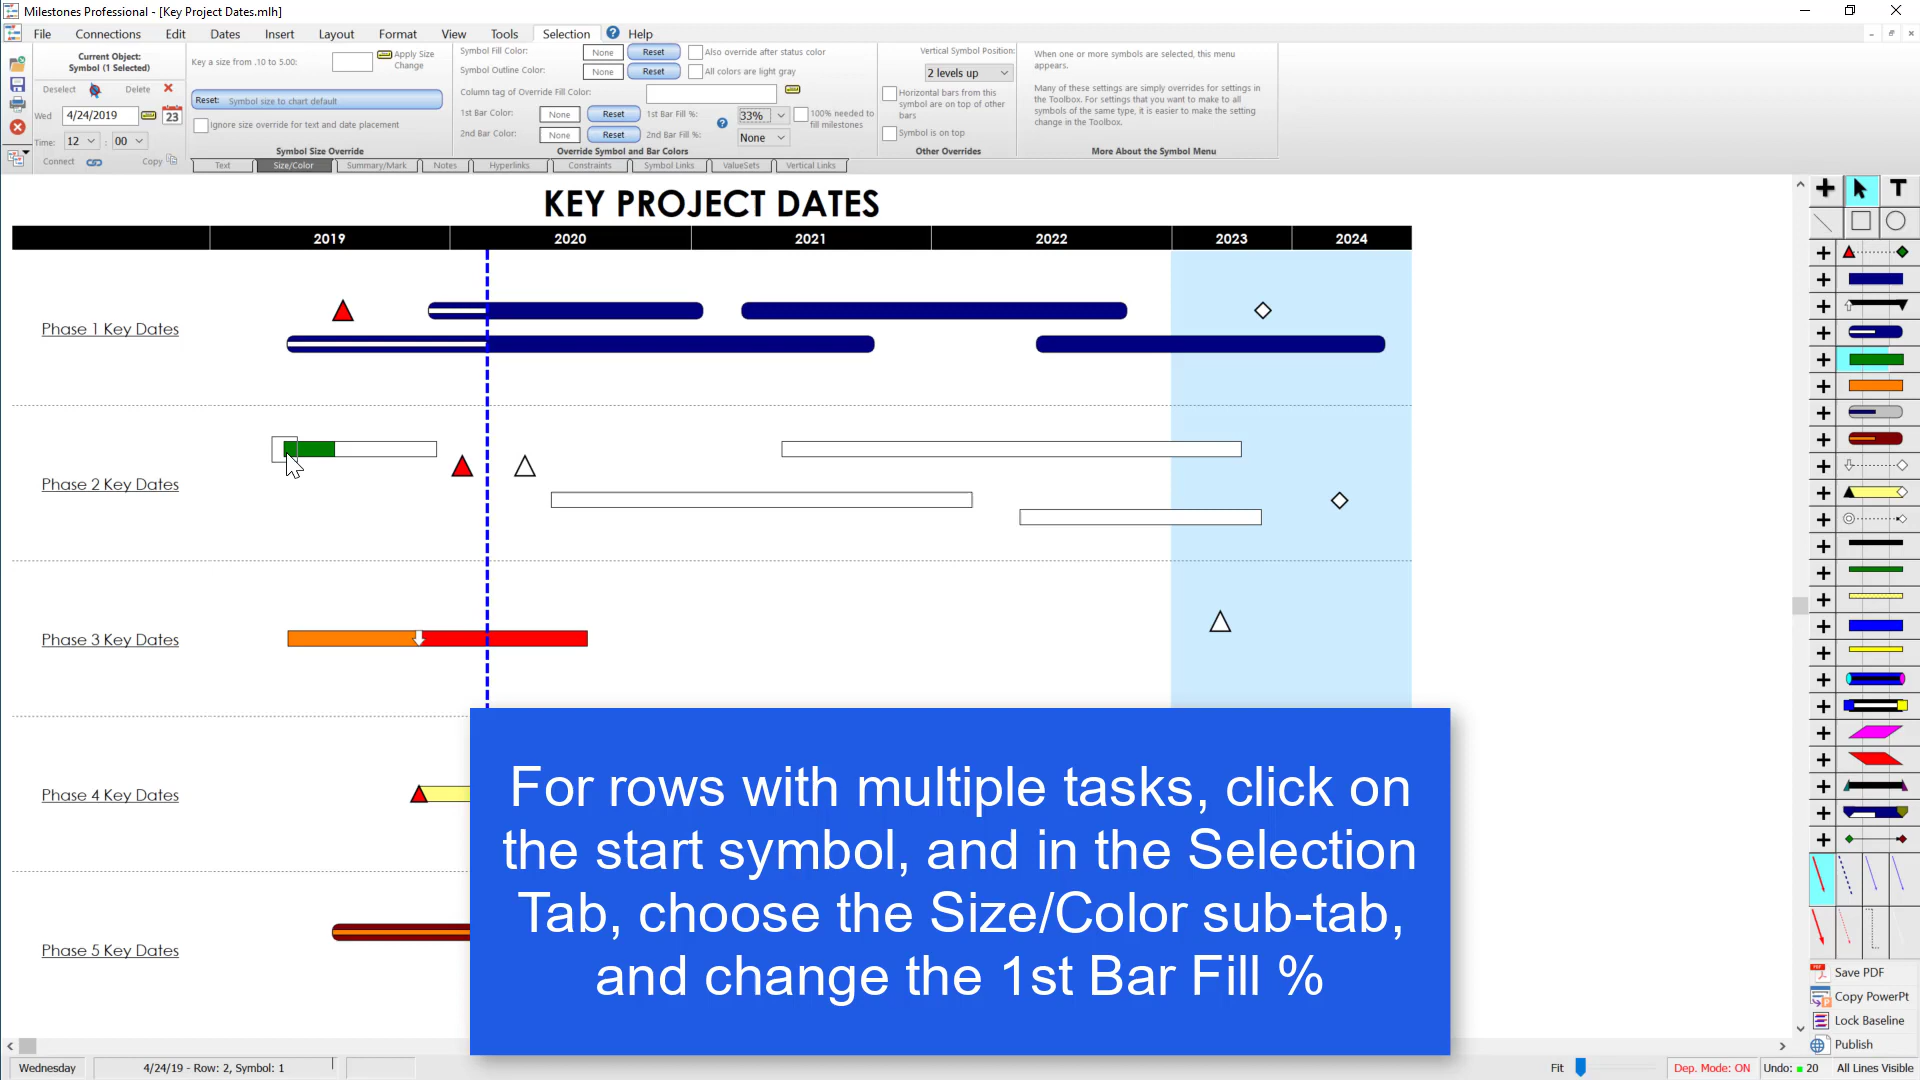 Milestones Professional - [Key Project Dates.mlh]
File Connections Edit Dates Insert Layout Format View Tools Selection Help
Current Object:
Symbol (1 Selected)
Deselect Delete
Wed 4/24/2019 23
Time: 12 : 00
Connect Copy
Key a size from .10 to 5.00:
Apply Size
Change
Reset: Symbol size to chart default
Ignore size override for text and date placement
Symbol Size Override
Symbol Fill Color: None Reset Also override after status color
Symbol Outline Color: None Reset All colors are light gray
Column tag of Override Fill Color:
1st Bar Color: None Reset 1st Bar Fill %: 33% 100% needed to
fill milestones
2nd Bar Color: None Reset 2nd Bar Fill %: None
Override Symbol and Bar Colors
Vertical Symbol Position:
2 levels up
Horizontal bars from this
symbol are on top of other
bars
Symbol is on top
Other Overrides
When one or more symbols are selected, this menu
appears.
Many of these settings are simply overrides for settings in
the Toolbox. For settings that you want to make to all
symbols of the same type, it is easier to make the setting
change in the Toolbox.
More About the Symbol Menu
Text Size/Color Summary/Mark Notes Hyperlinks Constraints Symbol Links ValueSets Vertical Links
KEY PROJECT DATES
2019 2020 2021 2022 2023 2024
Phase 1 Key Dates
Phase 2 Key Dates
Phase 3 Key Dates
Phase 4 Key Dates
Phase 5 Key Dates
For rows with multiple tasks, click on
the start symbol, and in the Selection
Tab, choose the Size/Color sub-tab,
and change the 1st Bar Fill %
T
Save PDF
Copy PowerPt
Lock Baseline
Publish
Wednesday 4/24/19 - Row: 2, Symbol: 1 Fit Dep. Mode: ON Undo: 20 All Lines Visible